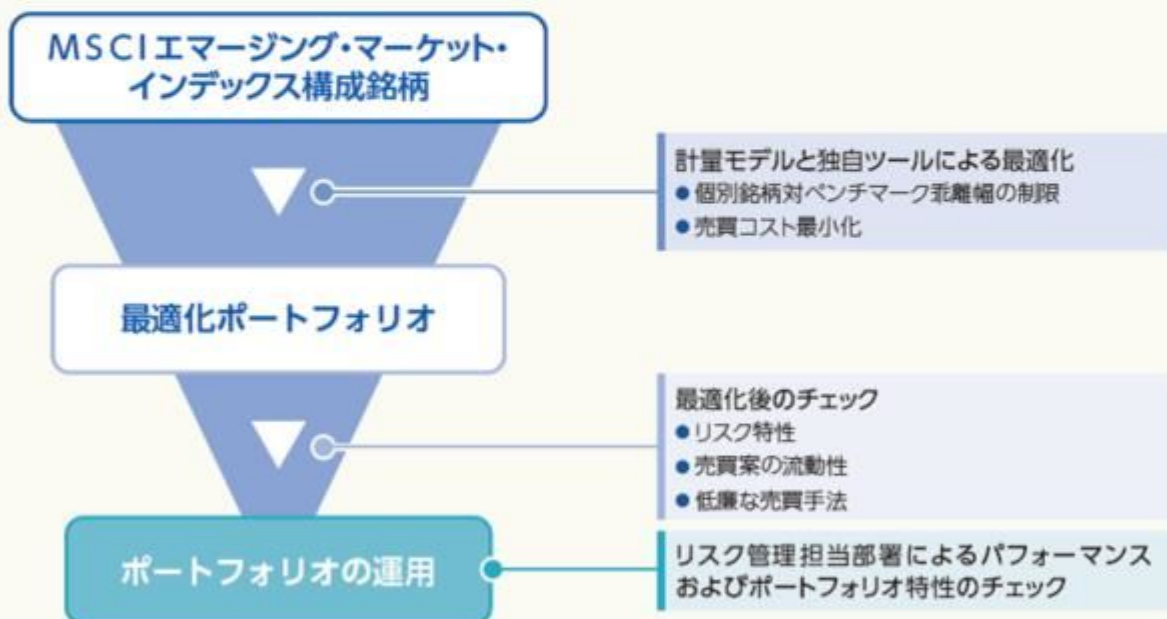 MSCIエマージング・マーケット・
インデックス構成銘柄
計量モデルと独自ツールによる最適化
●個別銘柄対ベンチマーク乖離幅の制限
●売買コスト最小化
最適化ポートフォリオ
最適化後のチェック
●リスク特性
●売買案の流動性
●低廉な売買手法
ポートフォリオの運用
リスク管理担当部署によるパフォーマンス
およびポートフォリオ特性のチェック